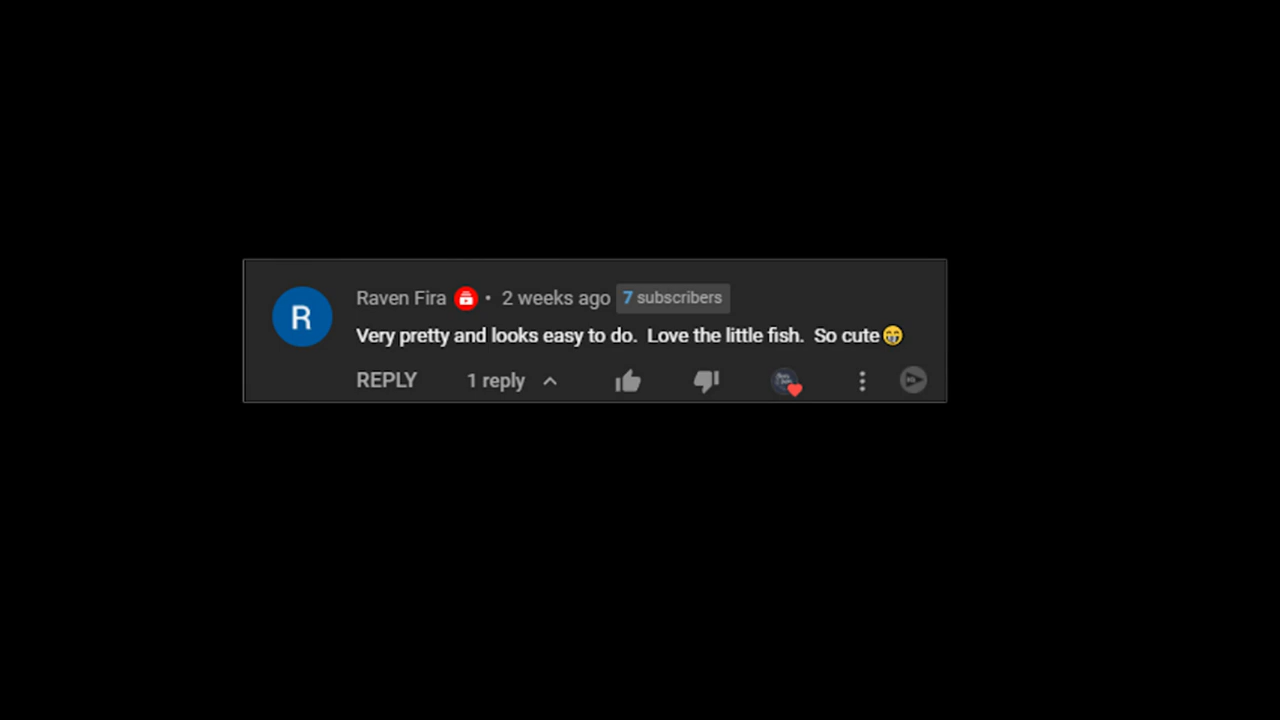 R
Raven Fira • 2 weeks ago 7 subscribers
Very pretty and looks easy to do. Love the little fish. So cute😁
REPLY 1 reply